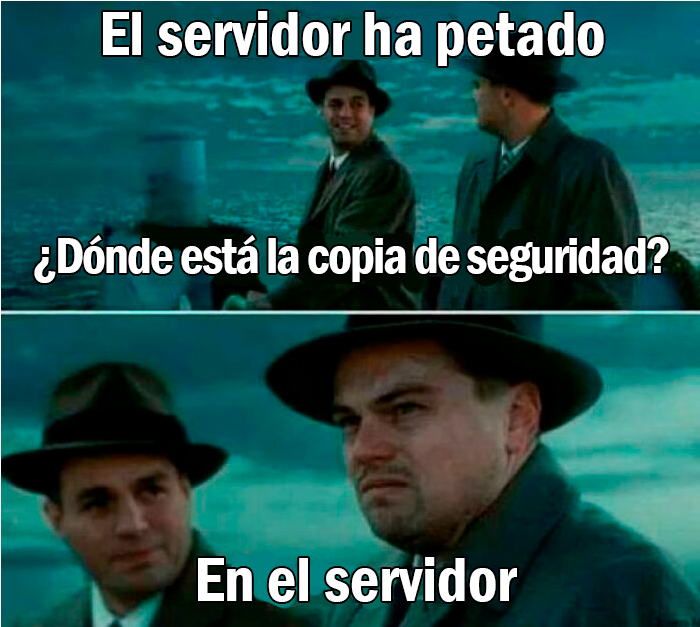 El servidor ha petado
¿Dónde está la copia de seguridad?
En el servidor